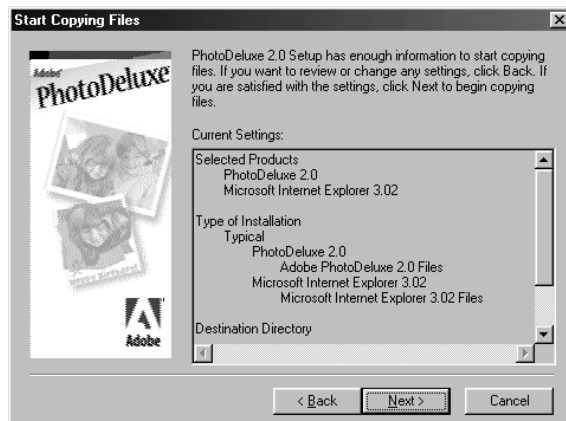 Start Copying Files
Adobe
PhotoDeluxe
Adobe
PhotoDeluxe 2.0 Setup has enough information to start copying
files. If you want to review or change any settings, click Back. If
you are satisfied with the settings, click Next to begin copying
files.
Current Settings:
Selected Products
PhotoDeluxe 2.0
Microsoft Internet Explorer 3.02
Type of Installation
Typical
PhotoDeluxe 2.0
Adobe PhotoDeluxe 2.0 Files
Microsoft Internet Explorer 3.02
Microsoft Internet Explorer 3.02 Files
Destination Directory
< Back
Next >
Cancel